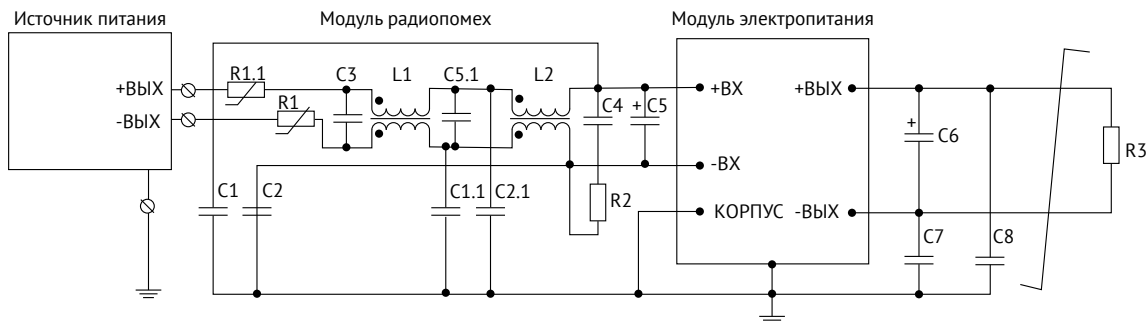 Источник питания
Модуль радиопомех
Модуль электропитания
+ВЫХ
-ВЫХ
R1.1
R1
C3
L1
C5.1
L2
C4
+
C5
+ВХ
-ВХ
КОРПУС
+ВЫХ
-ВЫХ
+
C6
R3
C1
C2
C1.1
C2.1
R2
C7
C8